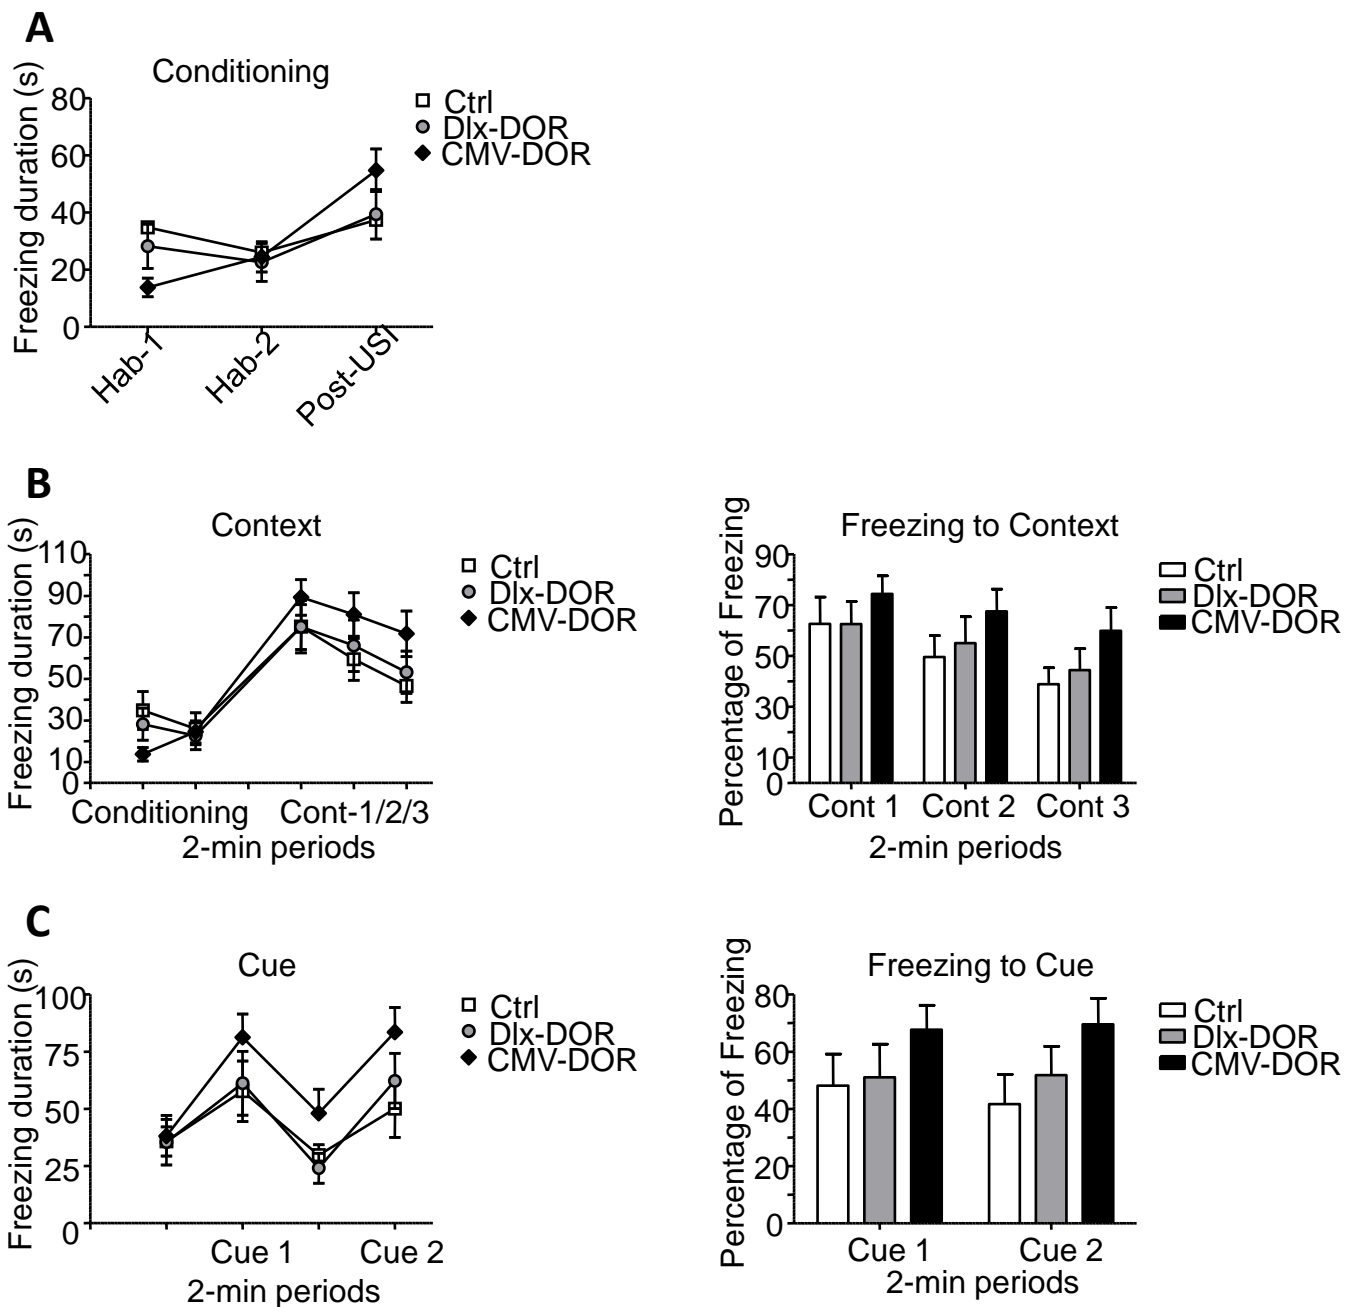 A
Conditioning
Freezing duration (s)
80
60
40
20
0
Hab-1
Hab-2
Post-USI
Ctrl
Dlx-DOR
CMV-DOR
B
Context
Freezing duration (s)
110
90
70
50
30
10
0
Conditioning
Cont-1/2/3
2-min periods
Ctrl
Dlx-DOR
CMV-DOR
Freezing to Context
Percentage of Freezing
90
70
50
30
10
0
Cont 1
Cont 2
Cont 3
2-min periods
Ctrl
Dlx-DOR
CMV-DOR
C
Cue
Freezing duration (s)
100
75
50
25
0
Cue 1
Cue 2
2-min periods
Ctrl
Dlx-DOR
CMV-DOR
Freezing to Cue
Percentage of Freezing
80
60
40
20
0
Cue 1
Cue 2
2-min periods
Ctrl
Dlx-DOR
CMV-DOR